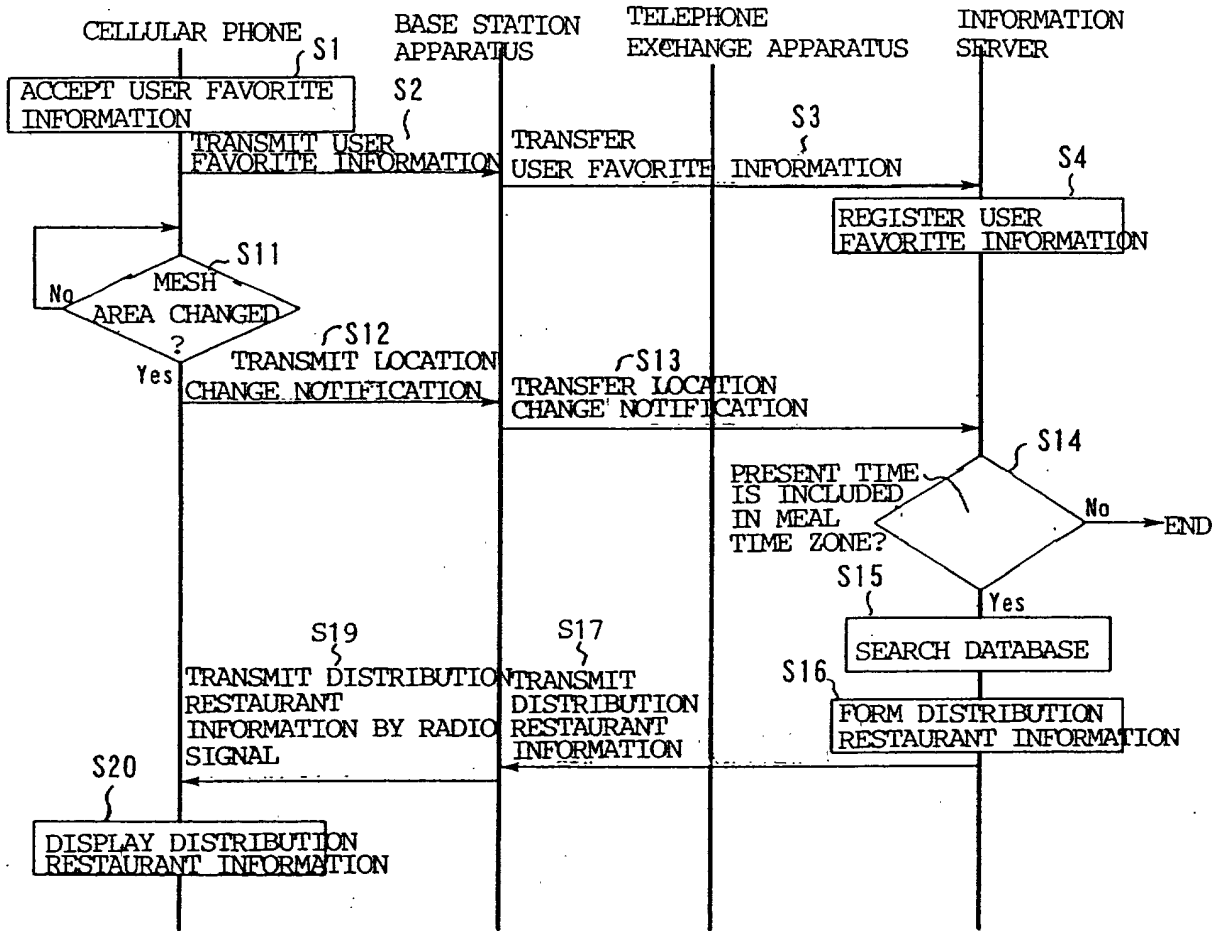 CELLULAR PHONE
BASE STATION
APPARATUS
TELEPHONE
EXCHANGE APPARATUS
INFORMATION
SERVER
S1
ACCEPT USER FAVORITE
INFORMATION
S2
TRANSMIT USER
FAVORITE INFORMATION
S3
TRANSFER
USER FAVORITE INFORMATION
S4
REGISTER USER
FAVORITE INFORMATION
S11
MESH
AREA CHANGED
?
No
Yes
S12
TRANSMIT LOCATION
CHANGE NOTIFICATION
S13
TRANSFER LOCATION
CHANGE NOTIFICATION
S14
PRESENT TIME
IS INCLUDED
IN MEAL
TIME ZONE?
No
END
Yes
S15
SEARCH DATABASE
S16
FORM DISTRIBUTION
RESTAURANT INFORMATION
S17
TRANSMIT
DISTRIBUTION
RESTAURANT
INFORMATION
S19
TRANSMIT DISTRIBUTION
RESTAURANT
INFORMATION BY RADIO
SIGNAL
S20
DISPLAY DISTRIBUTION
RESTAURANT INFORMATION